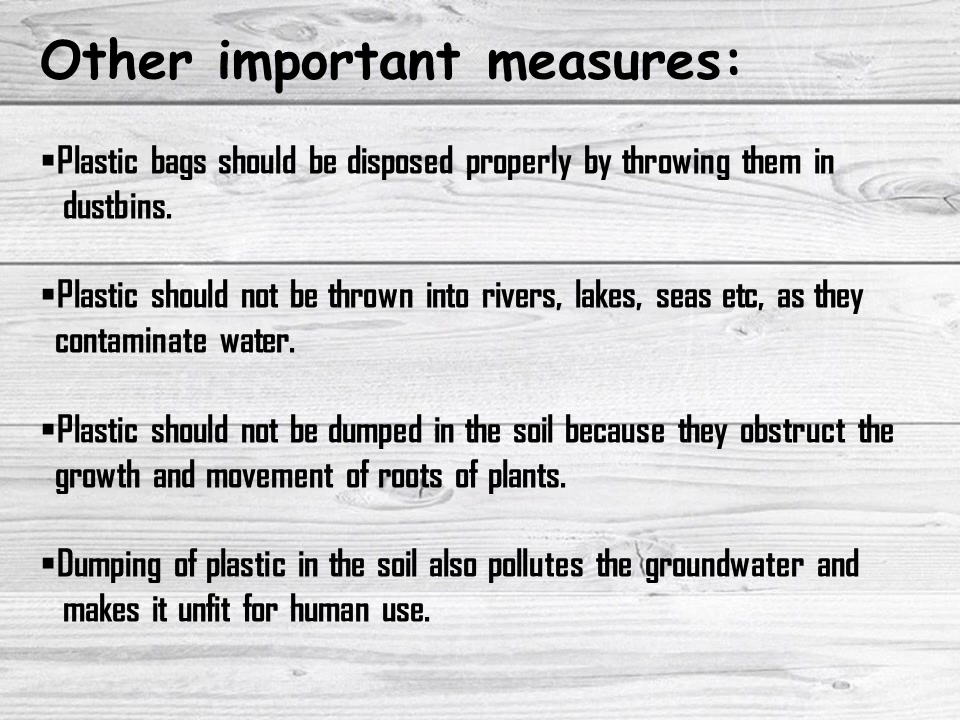 Other important measures:
▪Plastic bags should be disposed properly by throwing them in
dustbins.
▪Plastic should not be thrown into rivers, lakes, seas etc, as they
contaminate water.
▪Plastic should not be dumped in the soil because they obstruct the
growth and movement of roots of plants.
▪Dumping of plastic in the soil also pollutes the groundwater and
makes it unfit for human use.